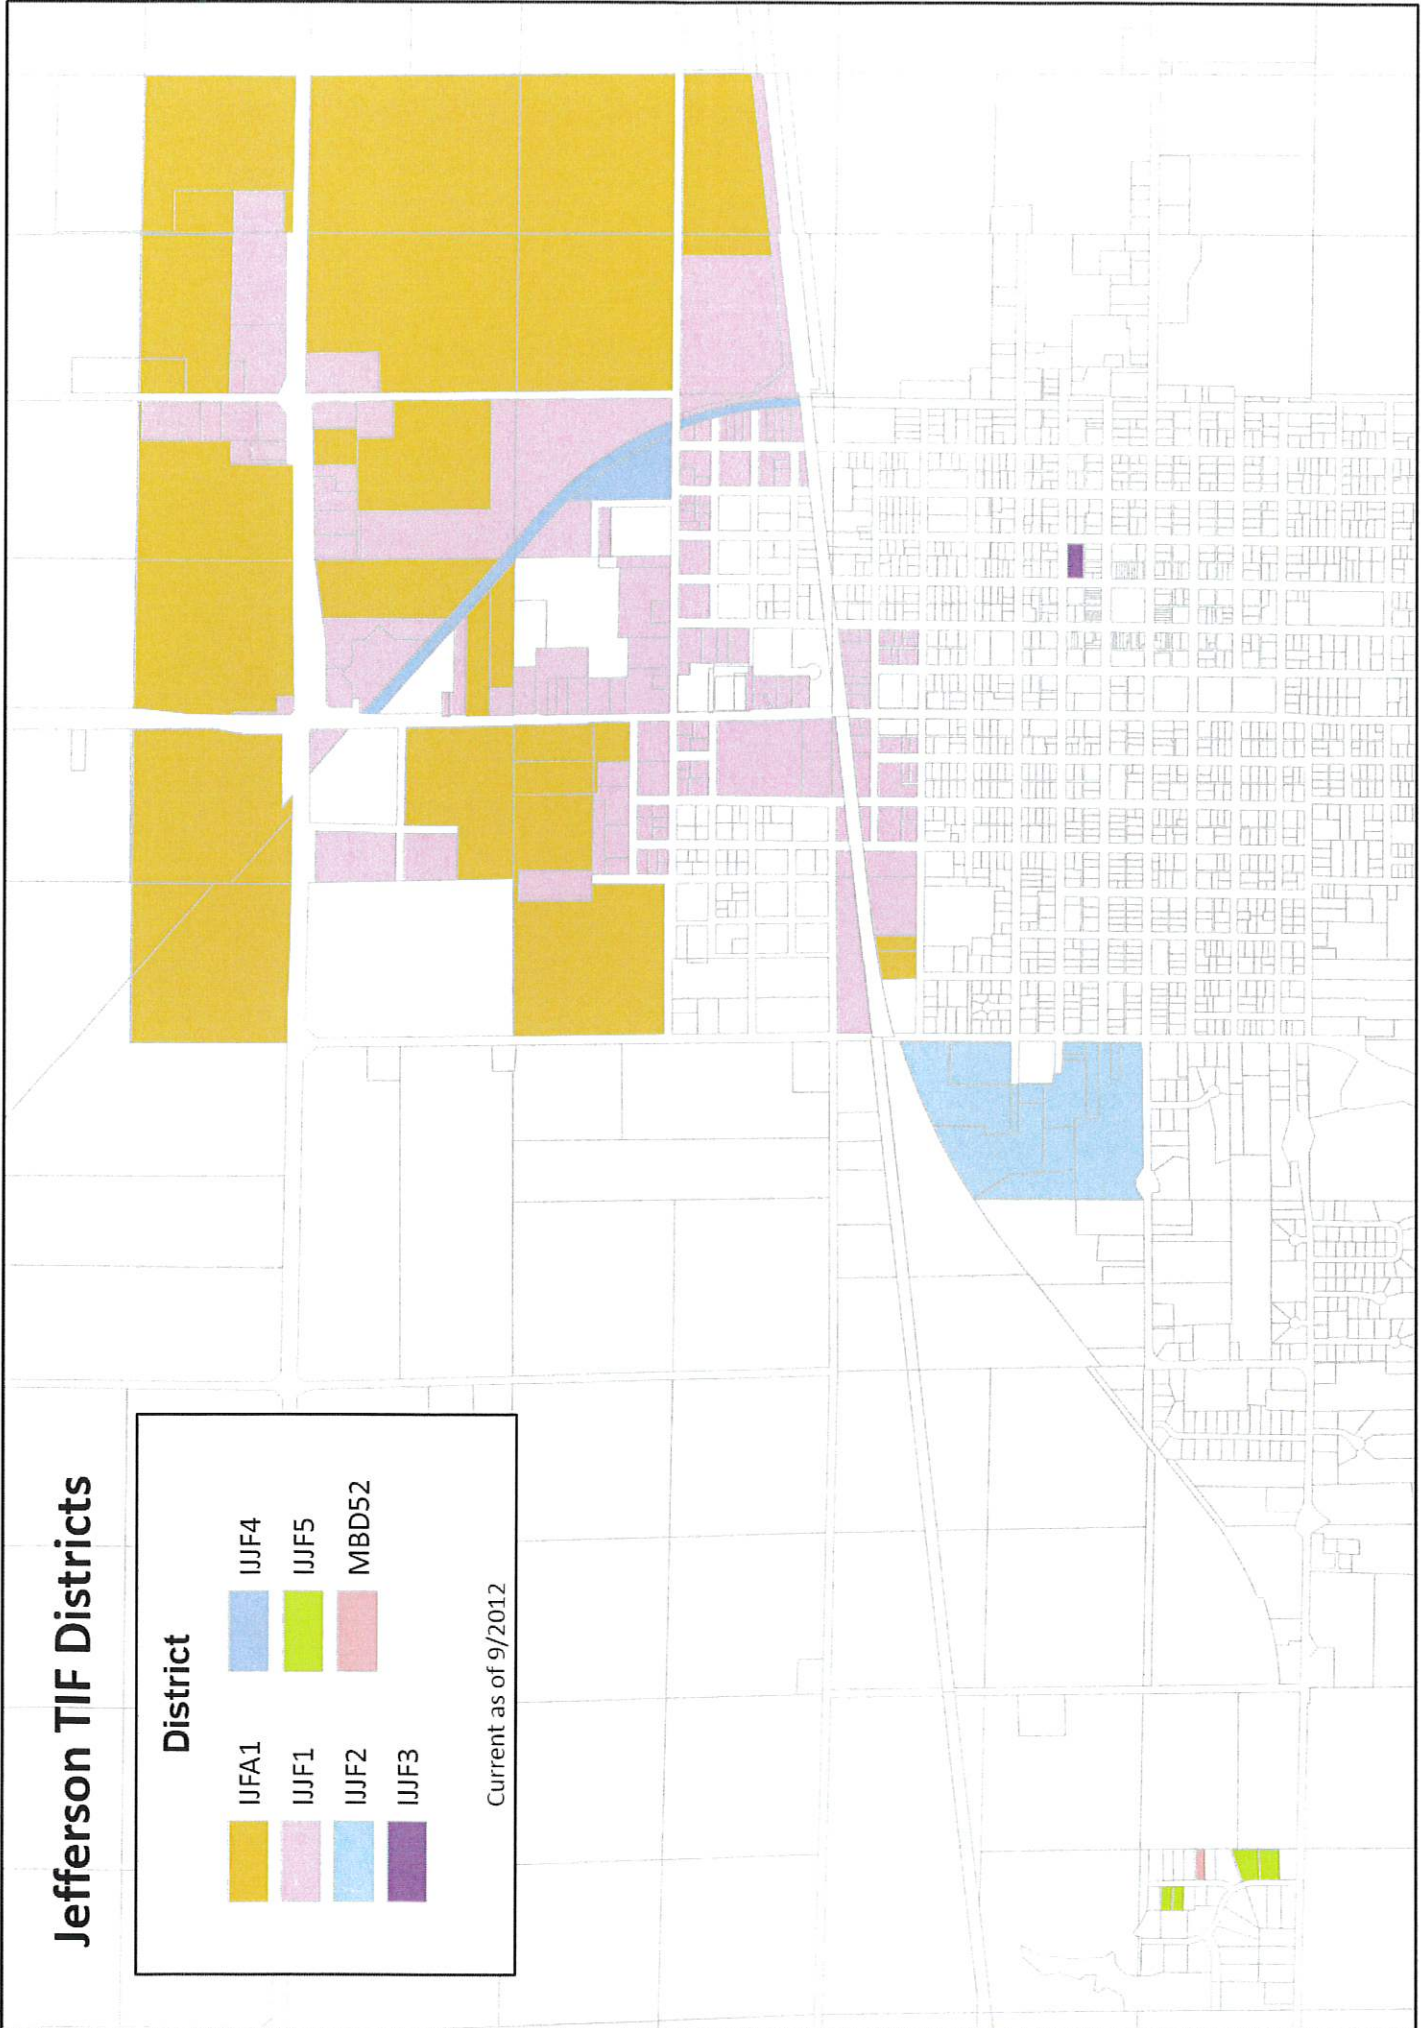 Jefferson TIF Districts
District
IJFA1
IJJF1
IJJF2
IJJF3
IJJF4
IJJF5
MBD52
Current as of 9/2012